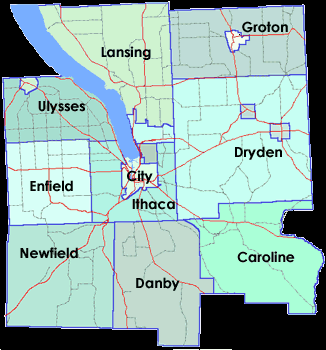 Groton
Lansing
Ulysses
Dryden
City
Enfield
Ithaca
Newfield
Caroline
Danby